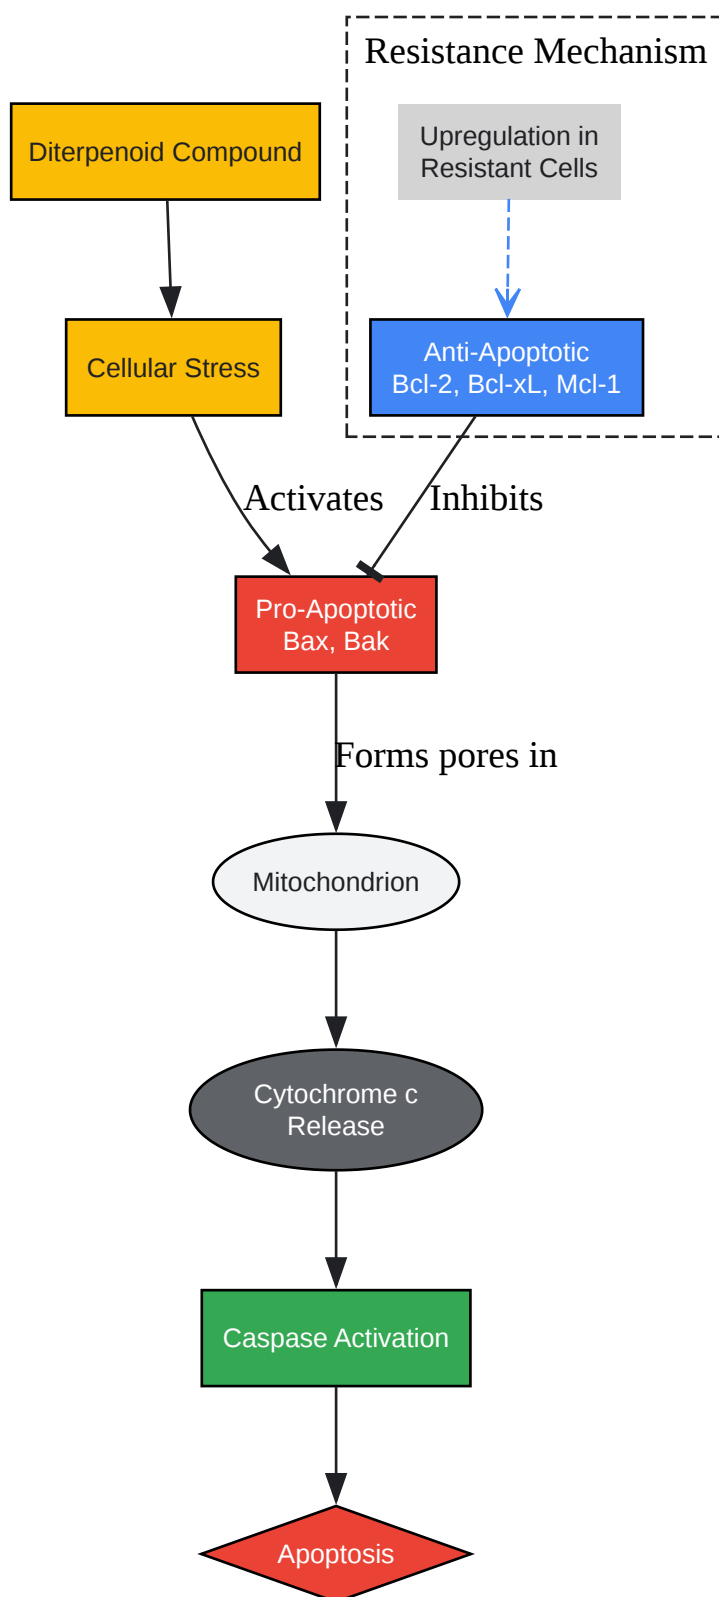 Resistance Mechanism
Diterpenoid Compound
Upregulation in
Resistant Cells
Cellular Stress
Anti-Apoptotic
Bcl-2, Bcl-xL, Mcl-1
Activates
Inhibits
Pro-Apoptotic
Bax, Bak
Forms pores in
Mitochondrion
Cytochrome c
Release
Caspase Activation
Apoptosis